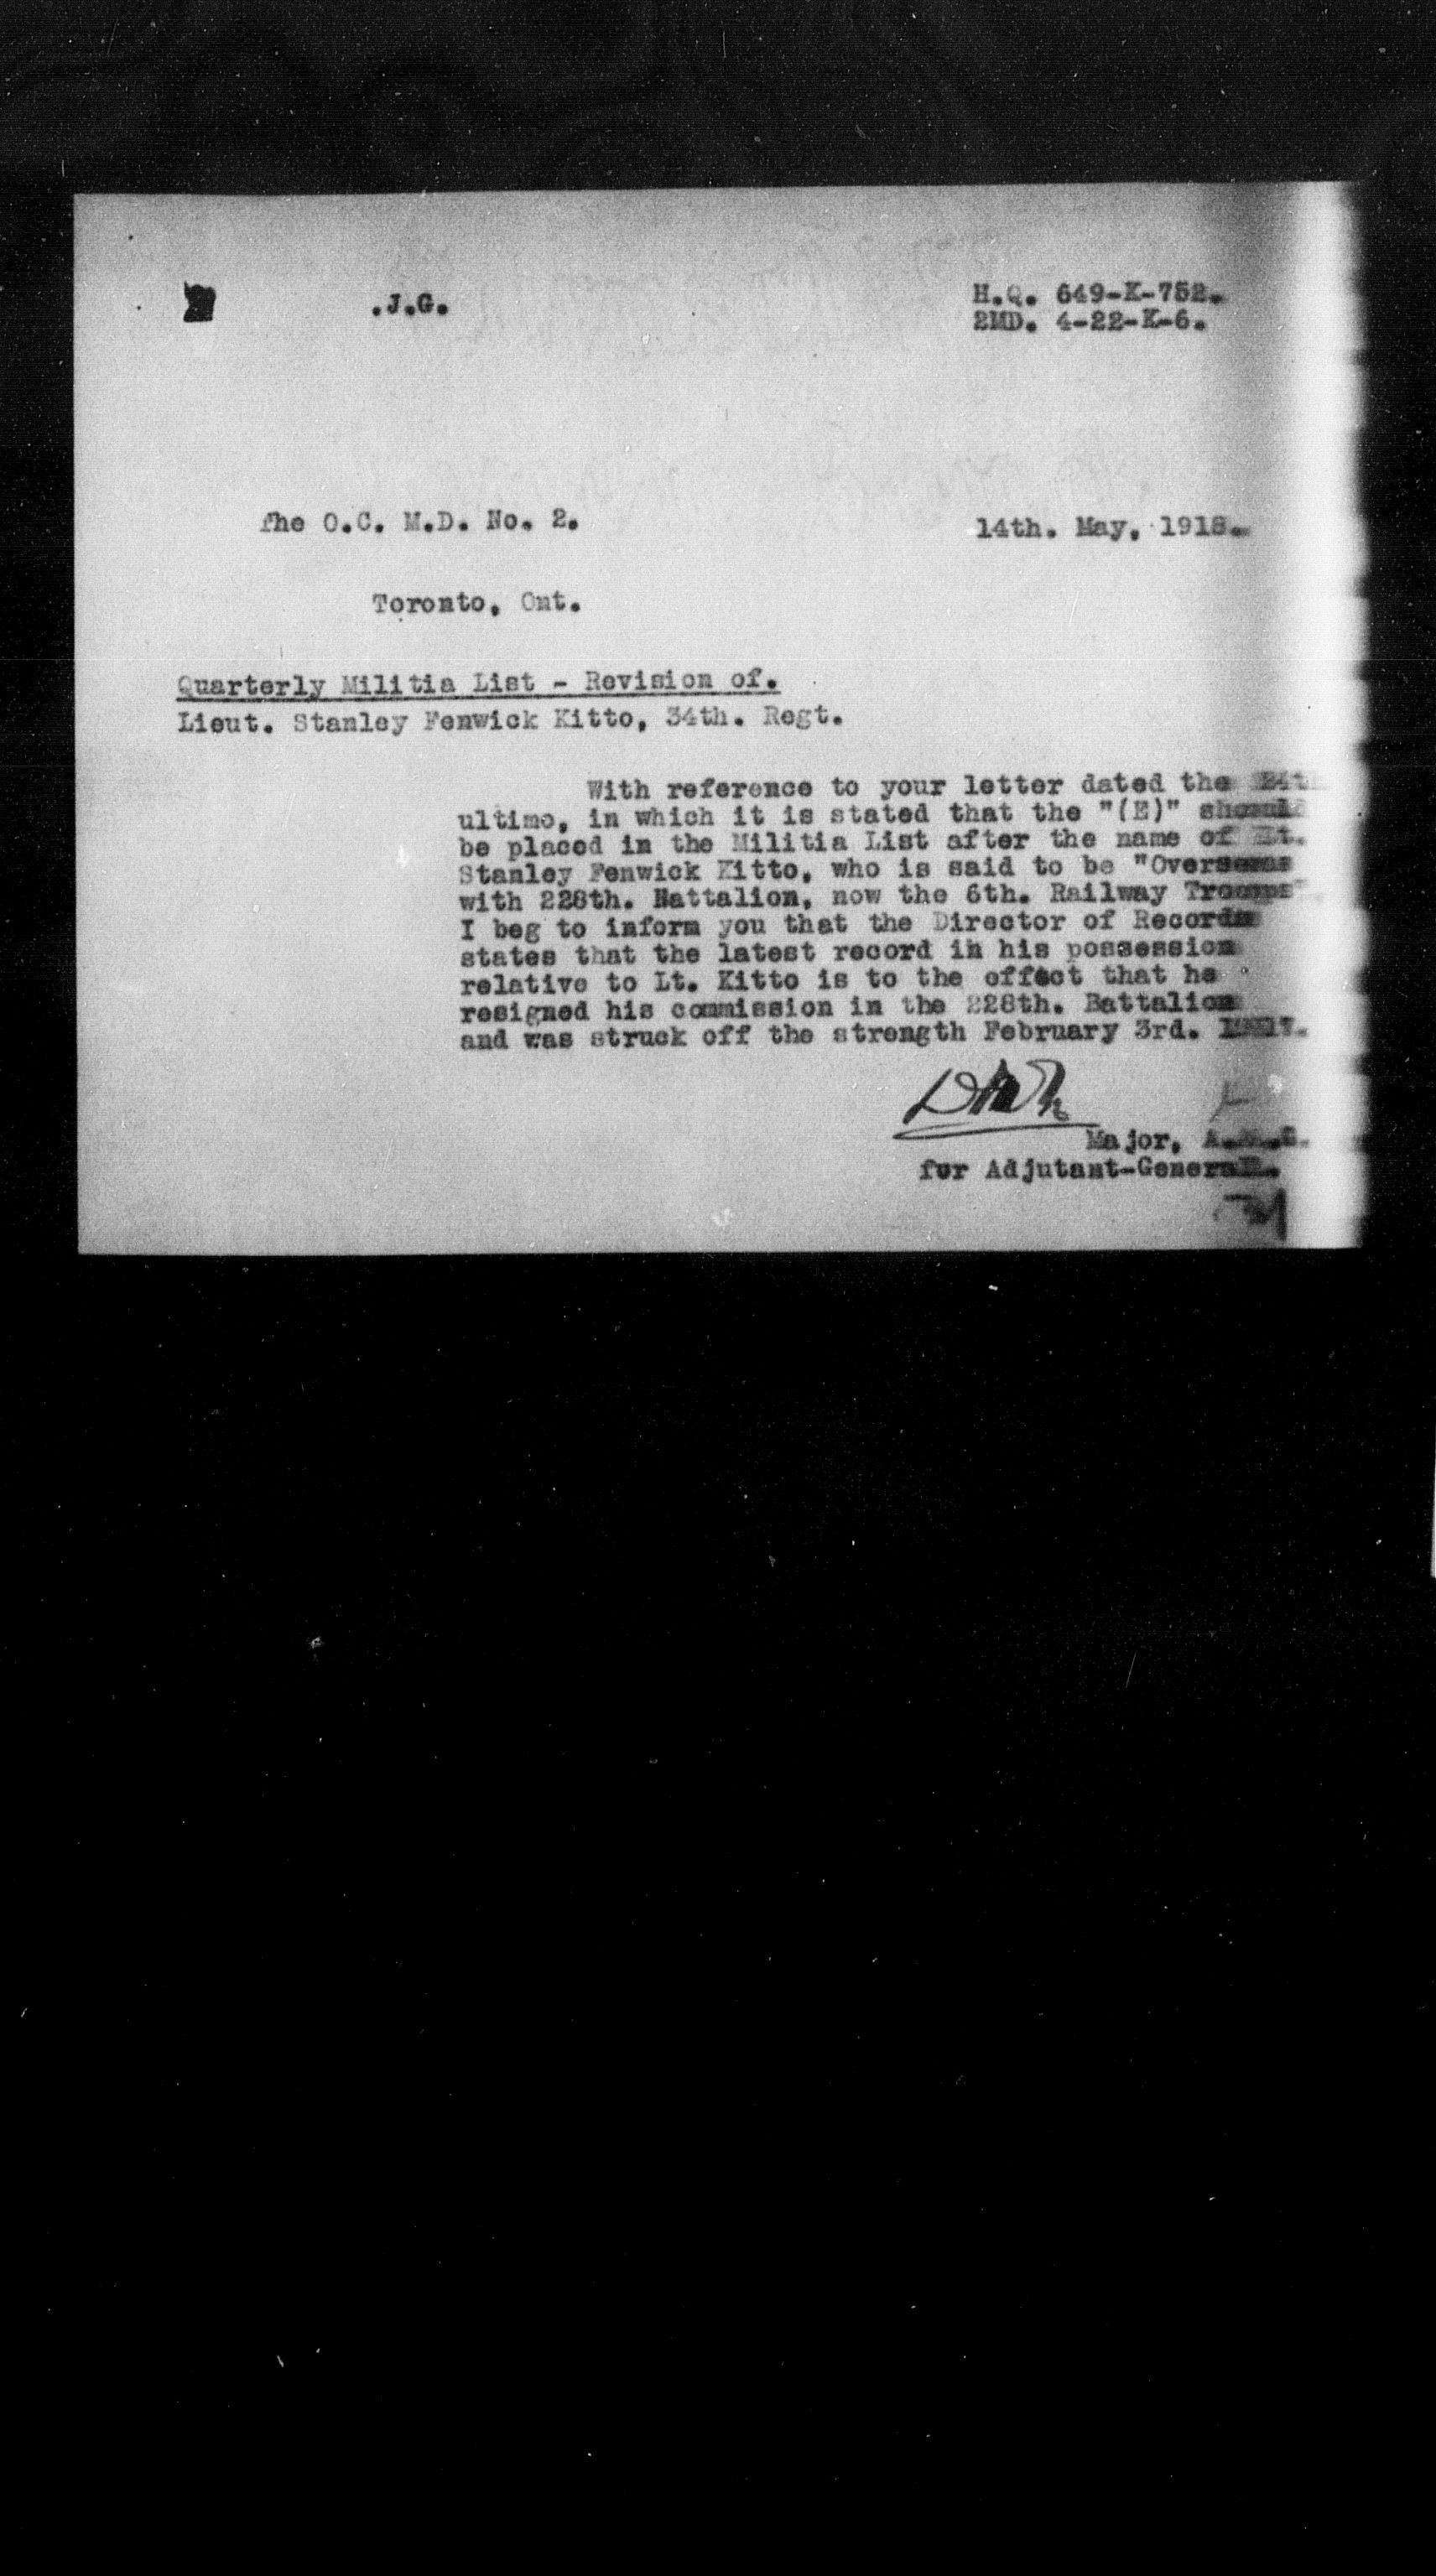 .J.G.
H.Q. 649-K-752.
2MD. 4-22-K-6.
The O.C. M.D. No. 2.
14th. May, 1918.
Toronto, Ont.
Quarterly Militia List - Revision of.
Lieut. Stanley Fenwick Kitto, 34th. Regt.
With reference to your letter dated the
ultimo, in which it is stated that the "(E)" should
be placed in the Militia List after the name of Lt.
Stanley Fenwick Kitto, who is said to be "Overseas
with 228th. Battalion, now the 6th. Railway Troops"
I beg to inform you that the Director of Records
states that the latest record in his possession
relative to Lt. Kitto is to the effect that he
resigned his commission in the 228th. Battalion
and was struck off the strength February 3rd. 1917.
Major,
for Adjutant-General.